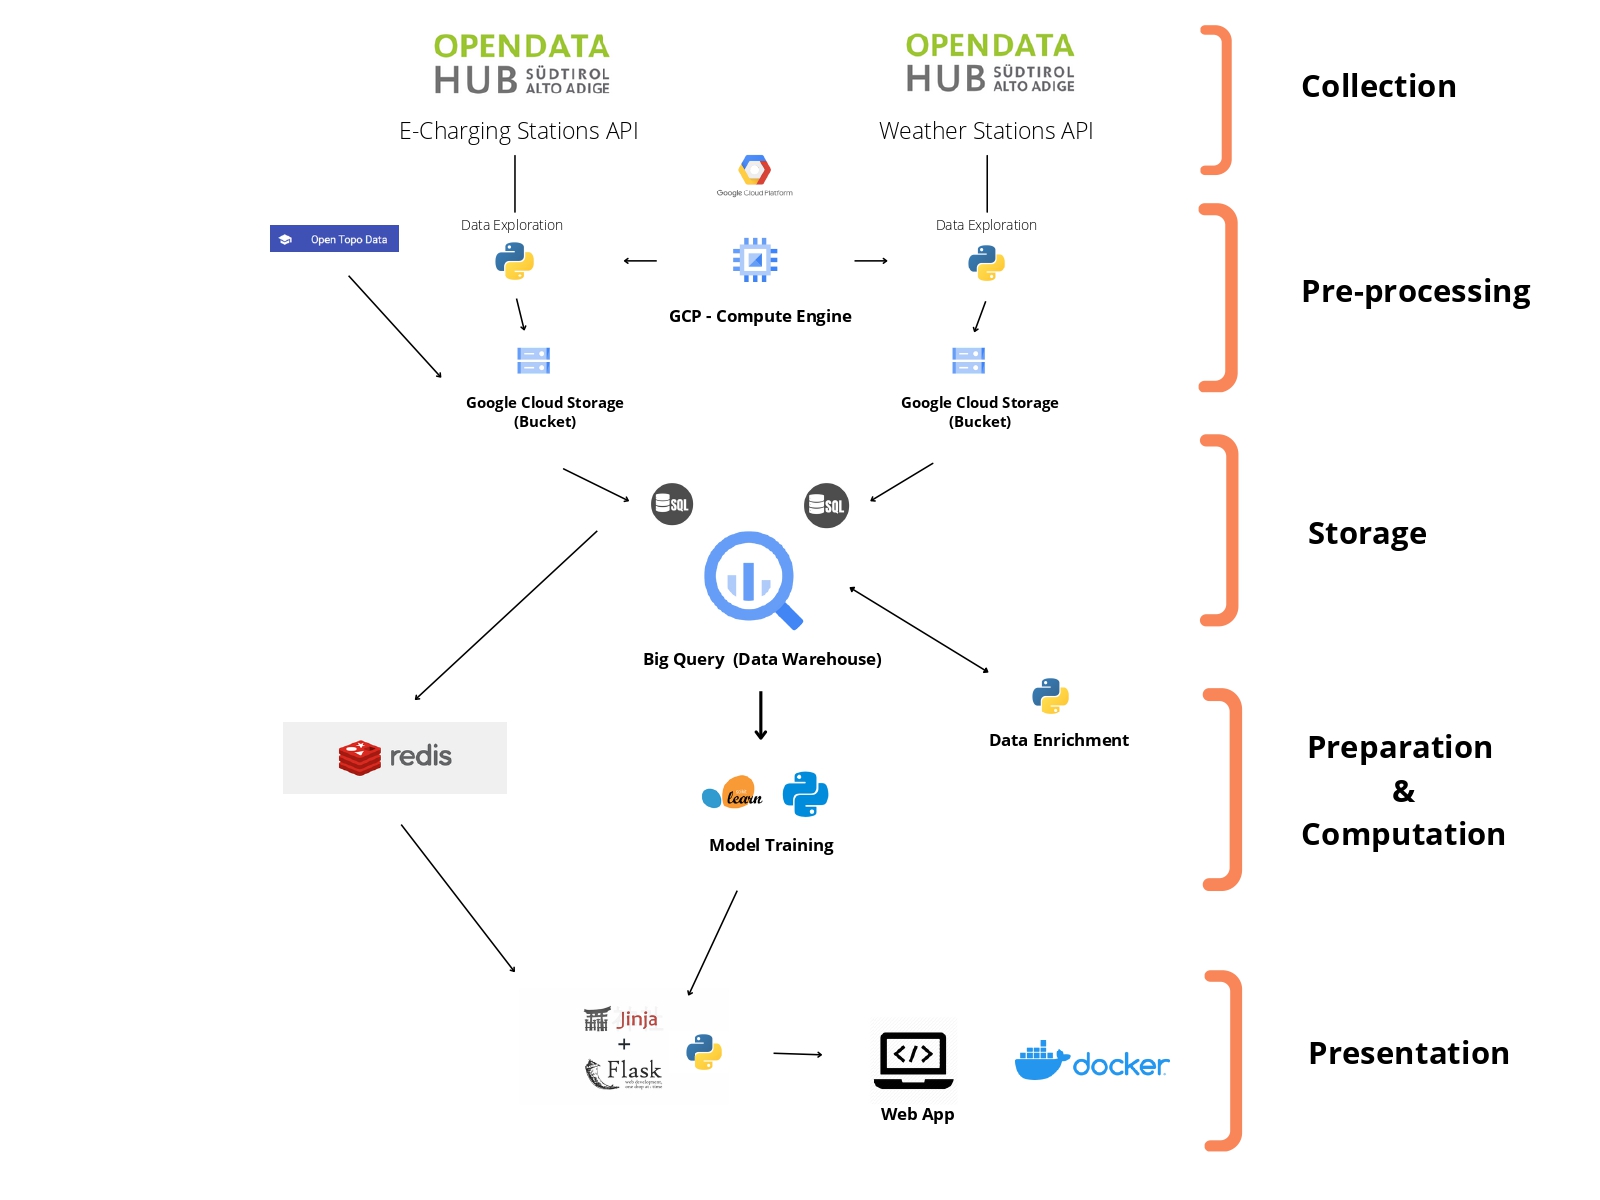 OPENDATA
HUB SÜDTIROL
ALTO ADIGE
OPENDATA
HUB SÜDTIROL
ALTO ADIGE
Collection
E-Charging Stations API
Weather Stations API
Google Cloud Platform
Data Exploration
Data Exploration
Open Topo Data
Pre-processing
GCP - Compute Engine
Google Cloud Storage
(Bucket)
Google Cloud Storage
(Bucket)
SQL
SQL
Storage
Big Query (Data Warehouse)
redis
Data Enrichment
Preparation
&
Computation
learn
Model Training
Jinja
+
Flask
web development,
one drop at a time
</>
docker
Web App
Presentation